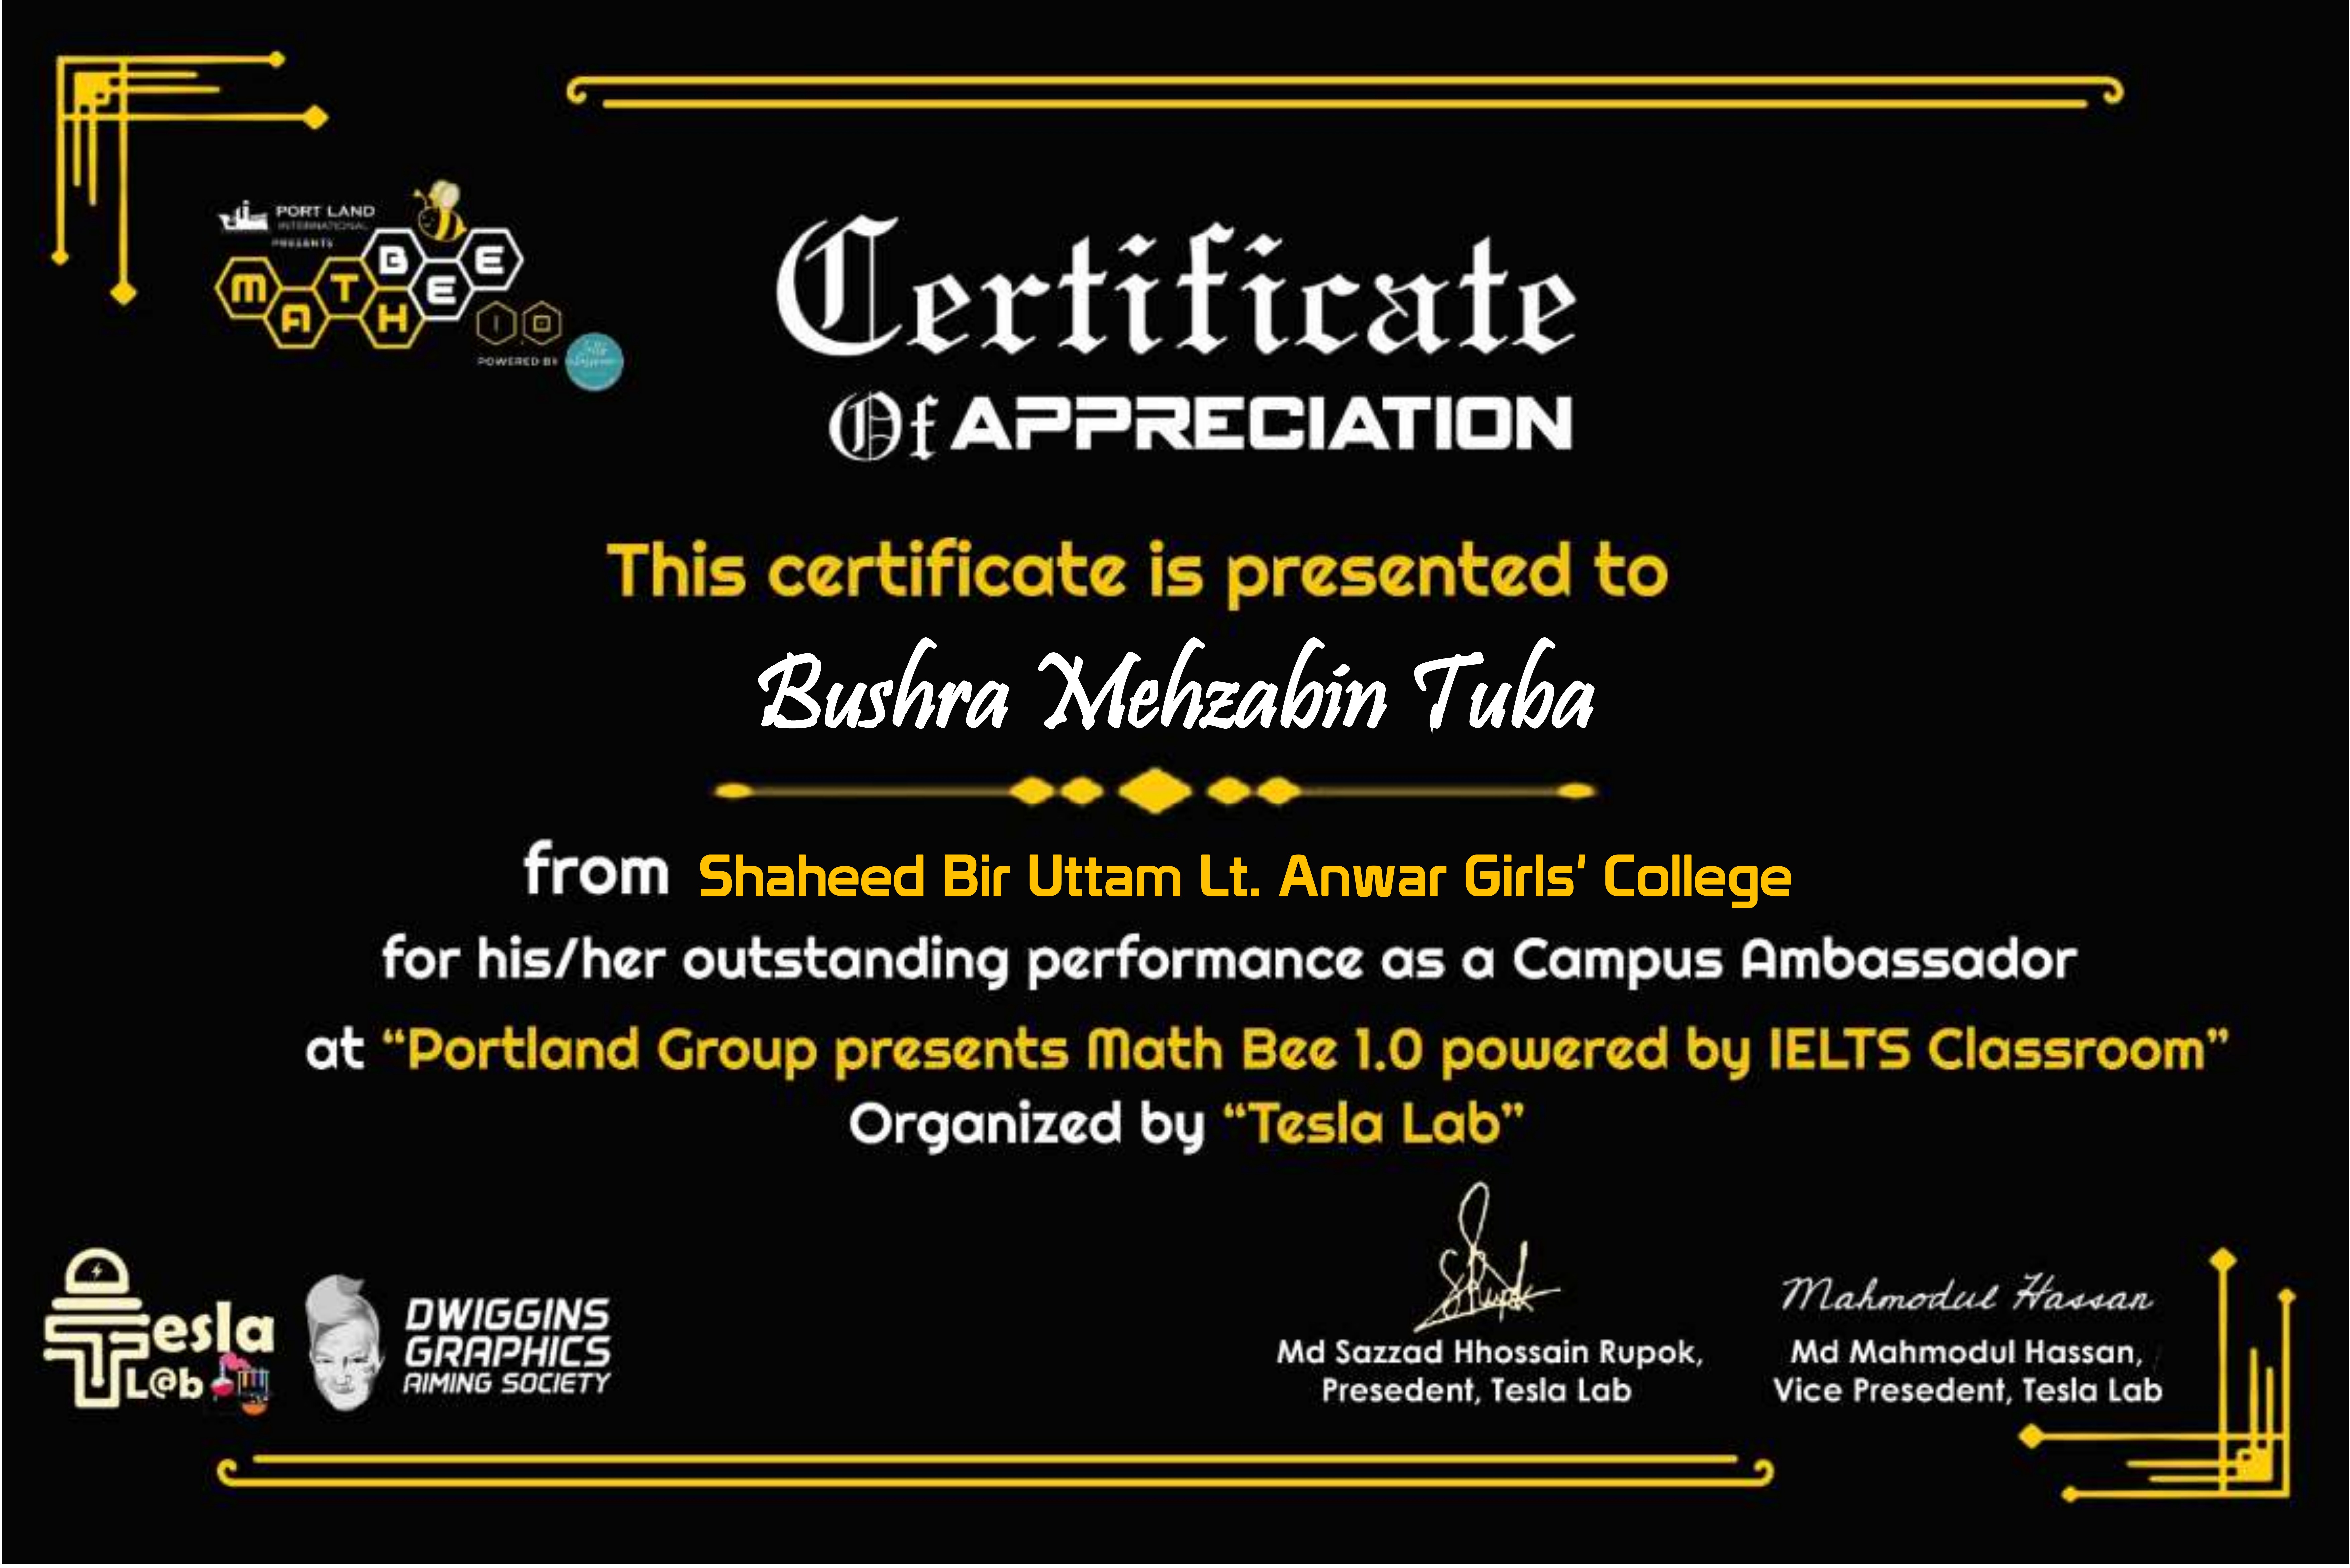 PORT LAND
INTERNATIONAL
PRESENTS
MATH BEE
1.0
POWERED BY
Certificate
Of APPRECIATION
This certificate is presented to
Bushra Mehzabin Tuba
from Shaheed Bir Uttam Lt. Anwar Girls' College
for his/her outstanding performance as a Campus Ambassador
at “Portland Group presents Math Bee 1.0 powered by IELTS Classroom”
Organized by “Tesla Lab”
Tesla
L@b
DWIGGINS
GRAPHICS
AIMING SOCIETY
Mahmodul Hassan
Md Sazzad Hhossain Rupok,
Presedent, Tesla Lab
Md Mahmodul Hassan,
Vice Presedent, Tesla Lab